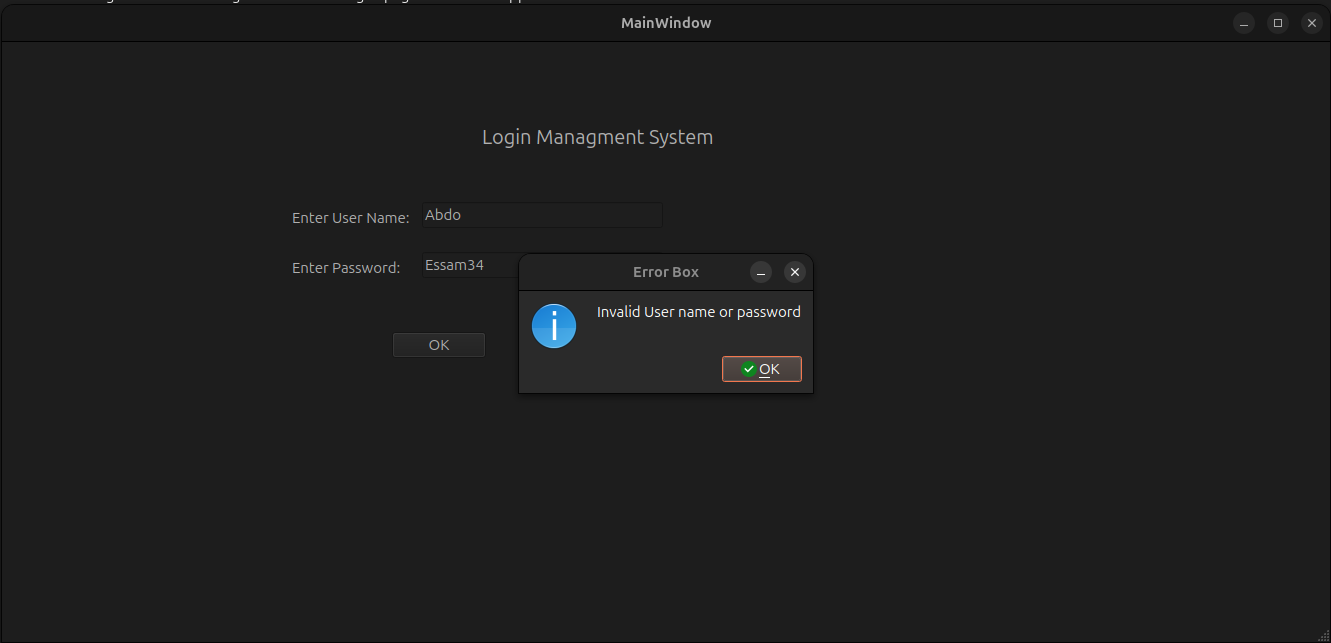 MainWindow
Login Managment System
Enter User Name: Abdo
Enter Password: Essam34
Error Box
Invalid User name or password
OK
OK